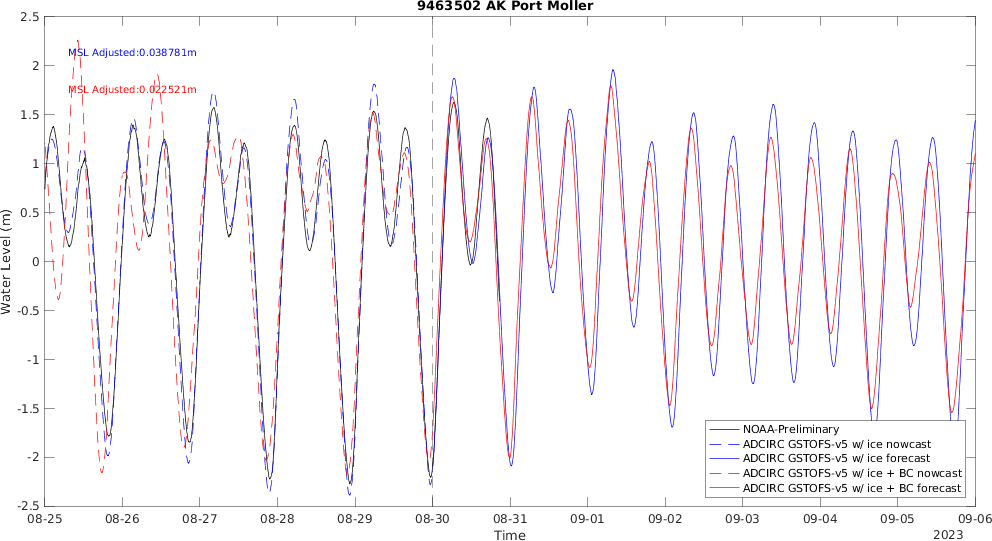 9463502 AK Port Moller
2.5
2
1.5
1
0.5
0
-0.5
-1
-1.5
-2
-2.5
Water Level (m)
MSL Adjusted:0.038781m
MSL Adjusted:0.022521m
NOAA-Preliminary
ADCIRC GSTOFS-v5 w/ ice nowcast
ADCIRC GSTOFS-v5 w/ ice forecast
ADCIRC GSTOFS-v5 w/ ice + BC nowcast
ADCIRC GSTOFS-v5 w/ ice + BC forecast
08-25 08-26 08-27 08-28 08-29 08-30 08-31 09-01 09-02 09-03 09-04 09-05 09-06
Time
2023